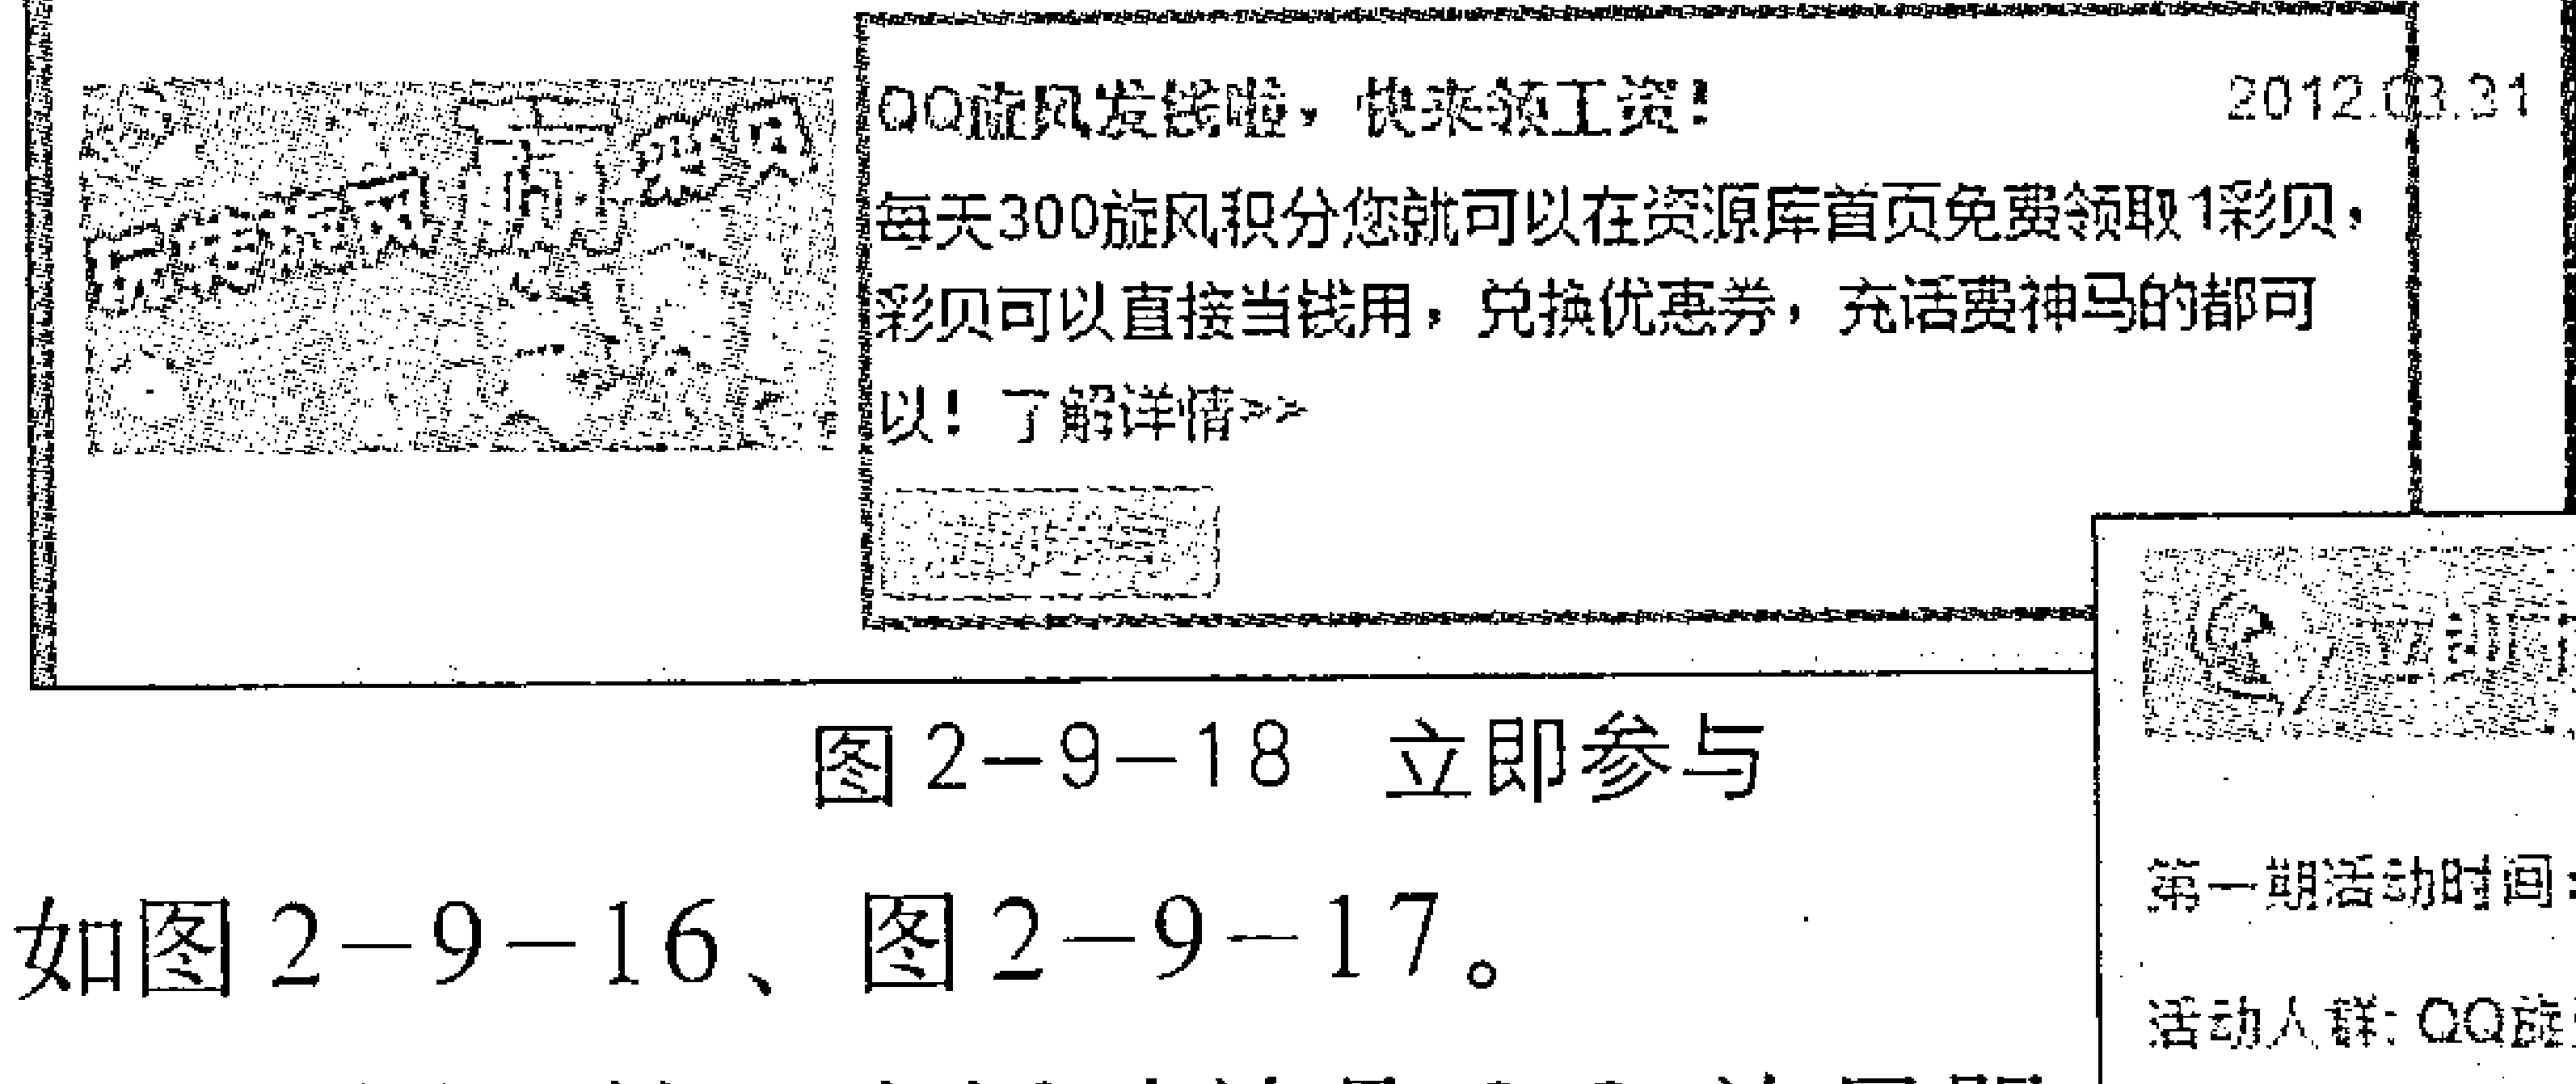 QQ旋风发钱啦，快来领工资！ 2012.03.31
每天300旋风积分您就可以在资源库首页免费领取1彩贝，
彩贝可以直接当钱用，兑换优惠券，充话费神马的都可
以！了解详情>>
立即参与
图2-9-18 立即参与
如图2-9-16、图2-9-17。
第一期活动时间：
活动人群: QQ旋